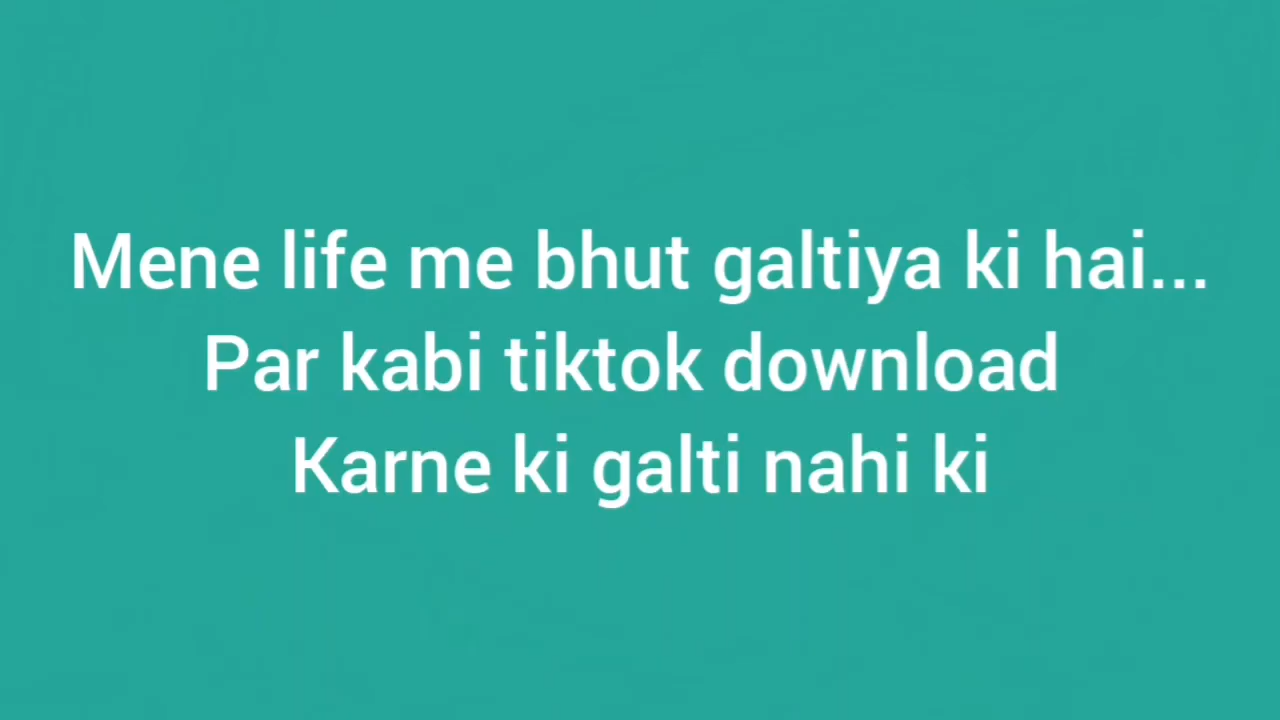 Mene life me bhut galtiya ki hai...
Par kabi tiktok download
Karne ki galti nahi ki